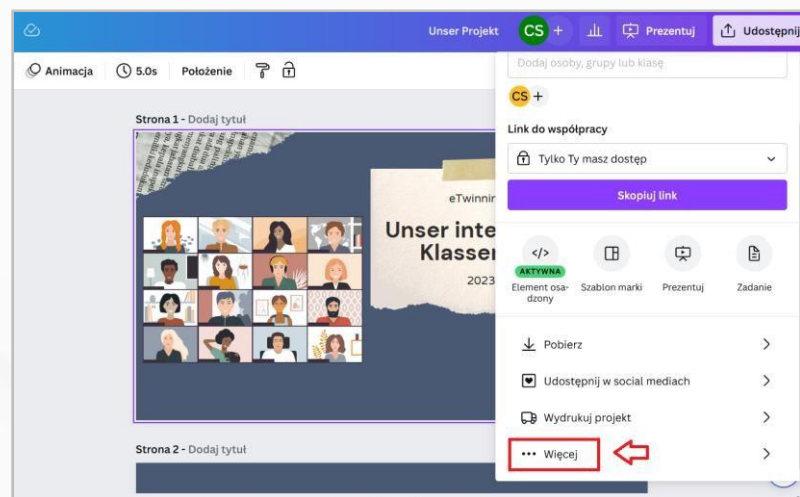 Unser Projekt
CS +
Prezentuj
Udostępnij
Animacja
5.0s
Położenie
Dodaj osoby, grupy lub klasę
CS +
Link do współpracy
Tylko Ty masz dostęp
Skopiuj link
</>
AKTYWNA
Element osa-
dzony
Szablon marki
Prezentuj
Zadanie
Pobierz
Udostępnij w social mediach
Wydrukuj projekt
Więcej
Strona 1 - Dodaj tytuł
eTwinnin
Unser inte
Klasser
2023
Strona 2 - Dodaj tytuł